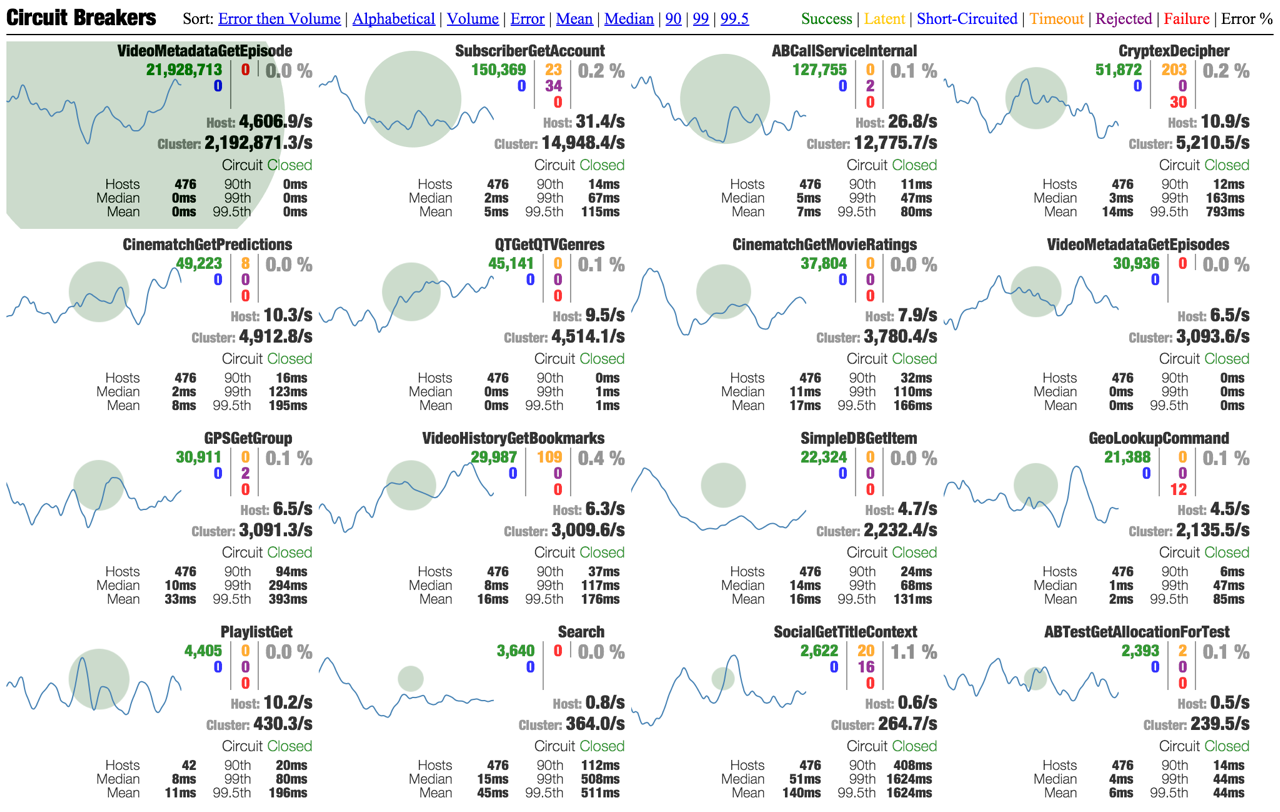 Circuit Breakers Sort: Error then Volume | Alphabetical | Volume | Error | Mean | Median | 90 | 99 | 99.5 Success | Latent | Short-Circuited | Timeout | Rejected | Failure | Error %
VideoMetadataGetEpisode
21,928,713 0 0.0 %
0
Host: 4,606.9/s
Cluster: 2,192,871.3/s
Circuit Closed
Hosts 476 90th 0ms
Median 0ms 99th 0ms
Mean 0ms 99.5th 0ms
SubscriberGetAccount
150,369 23 0.2 %
0 34
0
Host: 31.4/s
Cluster: 14,948.4/s
Circuit Closed
Hosts 476 90th 14ms
Median 2ms 99th 67ms
Mean 5ms 99.5th 115ms
ABCallServiceInternal
127,755 0 0.1 %
0 2
0
Host: 26.8/s
Cluster: 12,775.7/s
Circuit Closed
Hosts 476 90th 11ms
Median 5ms 99th 47ms
Mean 7ms 99.5th 80ms
CryptexDecipher
51,872 203 0.2 %
0 0
30
Host: 10.9/s
Cluster: 5,210.5/s
Circuit Closed
Hosts 476 90th 12ms
Median 3ms 99th 163ms
Mean 14ms 99.5th 793ms
CinematchGetPredictions
49,223 8 0.0 %
0 0
0
Host: 10.3/s
Cluster: 4,912.8/s
Circuit Closed
Hosts 476 90th 16ms
Median 2ms 99th 123ms
Mean 8ms 99.5th 195ms
QTGetQTVGenres
45,141 0 0.1 %
0 0
0
Host: 9.5/s
Cluster: 4,514.1/s
Circuit Closed
Hosts 476 90th 0ms
Median 0ms 99th 1ms
Mean 0ms 99.5th 1ms
CinematchGetMovieRatings
37,804 0 0.0 %
0 0
0
Host: 7.9/s
Cluster: 3,780.4/s
Circuit Closed
Hosts 476 90th 32ms
Median 11ms 99th 110ms
Mean 17ms 99.5th 166ms
VideoMetadataGetEpisodes
30,936 0 0.0 %
0
Host: 6.5/s
Cluster: 3,093.6/s
Circuit Closed
Hosts 476 90th 0ms
Median 0ms 99th 0ms
Mean 0ms 99.5th 0ms
GPSGetGroup
30,911 0 0.1 %
0 2
0
Host: 6.5/s
Cluster: 3,091.3/s
Circuit Closed
Hosts 476 90th 94ms
Median 10ms 99th 294ms
Mean 33ms 99.5th 393ms
VideoHistoryGetBookmarks
29,987 109 0.4 %
0 0
0
Host: 6.3/s
Cluster: 3,009.6/s
Circuit Closed
Hosts 476 90th 37ms
Median 8ms 99th 117ms
Mean 16ms 99.5th 176ms
SimpleDBGetItem
22,324 0 0.0 %
0 0
0
Host: 4.7/s
Cluster: 2,232.4/s
Circuit Closed
Hosts 476 90th 24ms
Median 14ms 99th 68ms
Mean 16ms 99.5th 131ms
GeoLookupCommand
21,388 0 0.1 %
0 0
12
Host: 4.5/s
Cluster: 2,135.5/s
Circuit Closed
Hosts 476 90th 6ms
Median 1ms 99th 47ms
Mean 2ms 99.5th 85ms
PlaylistGet
4,405 0 0.0 %
0 0
0
Host: 10.2/s
Cluster: 430.3/s
Circuit Closed
Hosts 42 90th 20ms
Median 8ms 99th 80ms
Mean 11ms 99.5th 196ms
Search
3,640 0 0.0 %
0
Host: 0.8/s
Cluster: 364.0/s
Circuit Closed
Hosts 476 90th 112ms
Median 15ms 99th 508ms
Mean 45ms 99.5th 511ms
SocialGetTitleContext
2,622 20 1.1 %
0 16
0
Host: 0.6/s
Cluster: 264.7/s
Circuit Closed
Hosts 476 90th 408ms
Median 51ms 99th 1624ms
Mean 140ms 99.5th 1624ms
ABTestGetAllocationForTest
2,393 2 0.1 %
0 0
0
Host: 0.5/s
Cluster: 239.5/s
Circuit Closed
Hosts 476 90th 14ms
Median 4ms 99th 44ms
Mean 6ms 99.5th 44ms